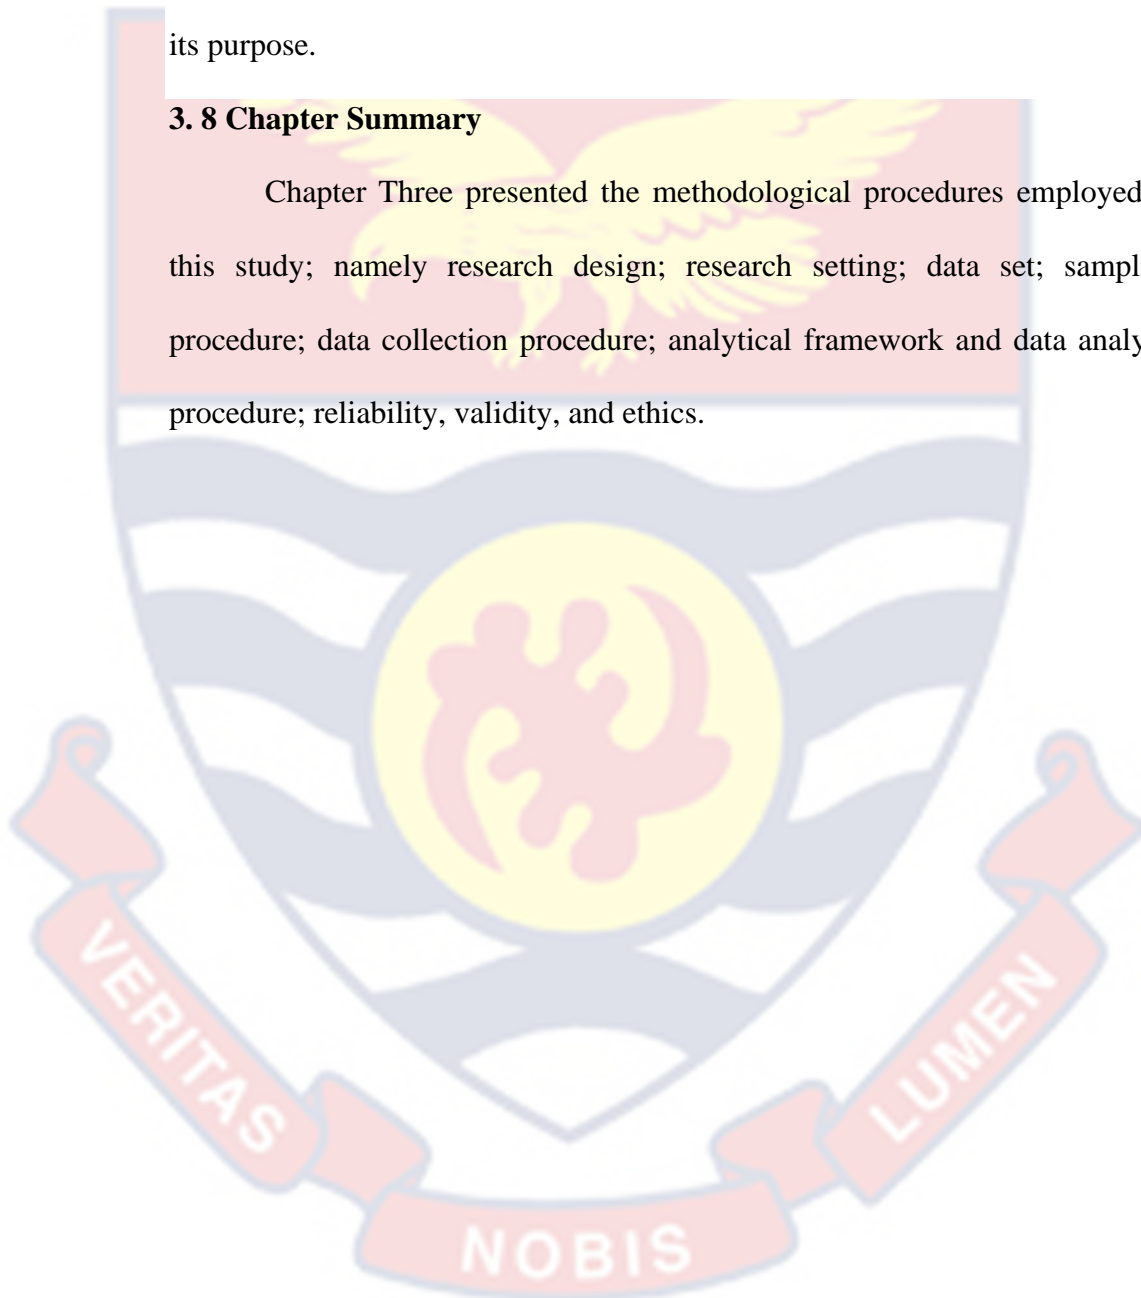 its purpose.
3. 8 Chapter Summary
Chapter Three presented the methodological procedures employed
this study; namely research design; research setting; data set; sampl
procedure; data collection procedure; analytical framework and data analy
procedure; reliability, validity, and ethics.
VERITAS
NOBIS
LUMEN